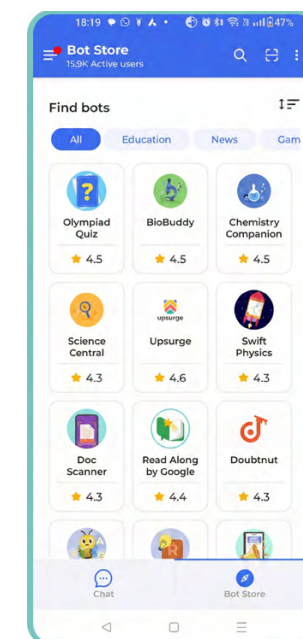 18:19
47%
Bot Store
15.9K Active users
Find bots
All
Education
News
Gam
Olympiad Quiz
BioBuddy
Chemistry Companion
4.5
4.5
4.5
Science Central
upsurge
Upsurge
Swift Physics
4.3
4.6
4.3
Doc Scanner
Read Along by Google
Doubtnut
4.3
4.4
4.3
Chat
Bot Store